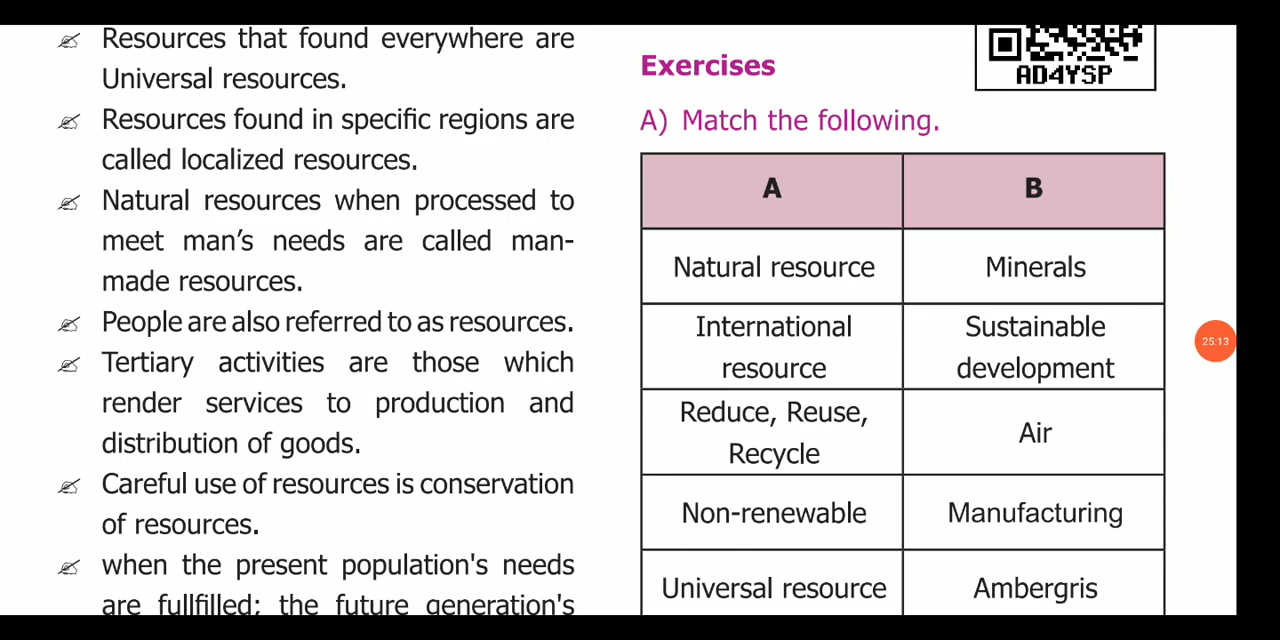 Resources that found everywhere are
Universal resources.
Resources found in specific regions are
called localized resources.
Natural resources when processed to
meet man's needs are called man-
made resources.
People are also referred to as resources.
Tertiary activities are those which
render services to production and
distribution of goods.
Careful use of resources is conservation
of resources.
when the present population's needs
are fullfilled; the future generation's
AD4YSP
Exercises
A) Match the following.
A B
Natural resource Minerals
International resource Sustainable development
Reduce, Reuse, Recycle Air
Non-renewable Manufacturing
Universal resource Ambergris
25:13